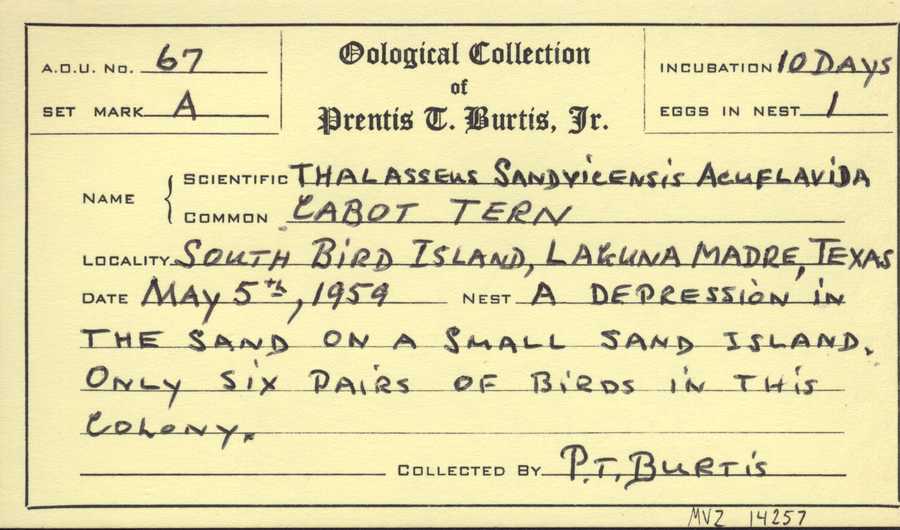 A.O.U. No. 67
SET MARK A
Oological Collection
of
Prentis T. Burtis, Jr.
INCUBATION 10 DAYS
EGGS IN NEST 1
NAME { SCIENTIFIC THALASSEUS SANDVICENSIS ACUFLAVIDA
COMMON CABOT TERN
LOCALITY SOUTH BIRD ISLAND, LAGUNA MADRE, TEXAS
DATE MAY 5th, 1959 NEST A DEPRESSION IN
THE SAND ON A SMALL SAND ISLAND.
ONLY SIX PAIRS OF BIRDS IN THIS
COLONY.
COLLECTED BY P.T. BURTIS
MVZ 14257